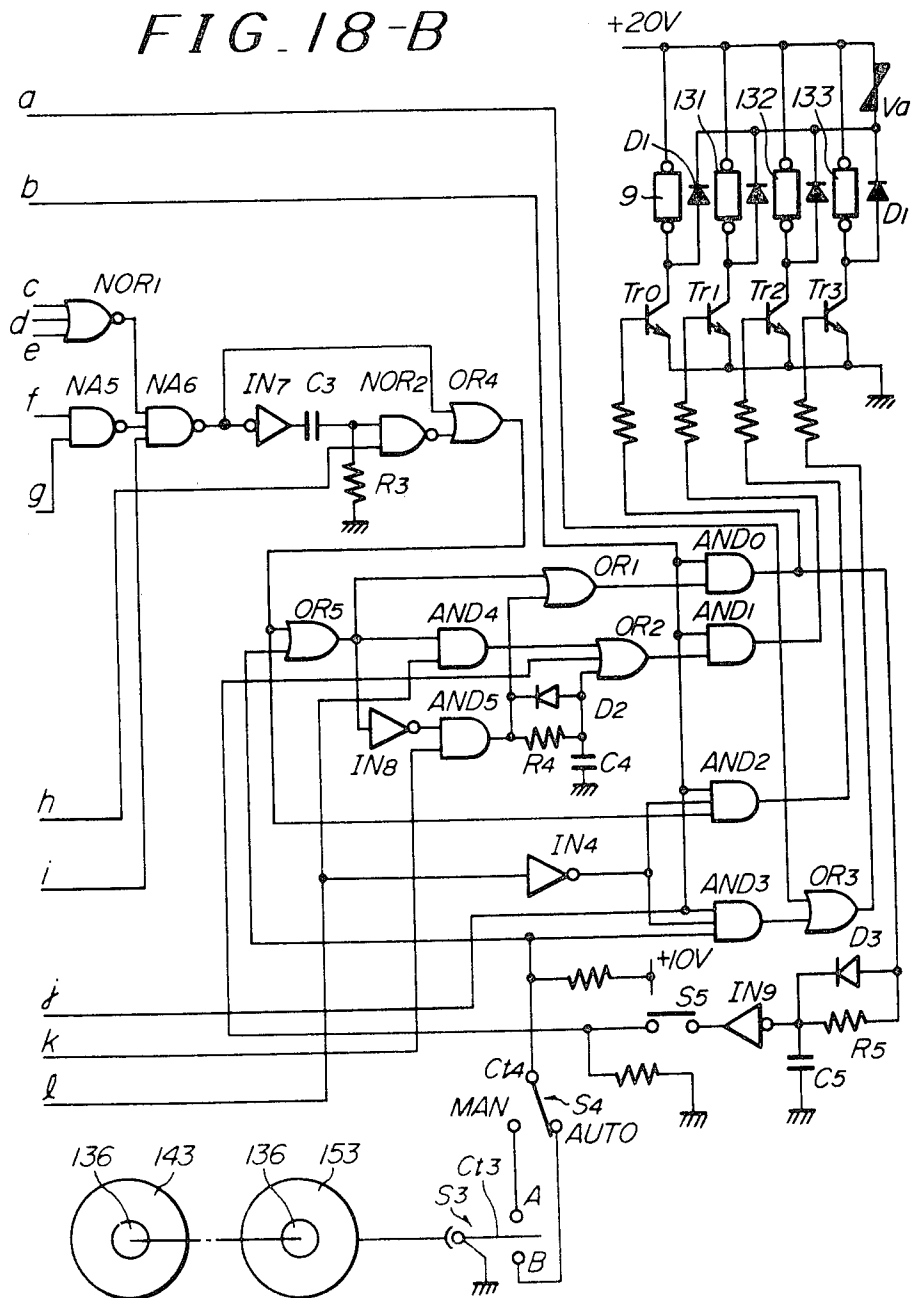 FIG_18-B
+20V
a
131 132 133
Va
D1
b
9
D1
c NOR1
d
e
Tr0 Tr1 Tr2 Tr3
NA5 NA6 IN7 C3 NOR2 OR4
f
g
R3
AND0
OR1
OR5 AND4 OR2 AND1
AND5
D2
IN8 R4 C4
AND2
h
IN4
i
AND3 OR3
D3
+10V
j
S5 IN9
k
R5
C5
l
Ct4
S4
MAN
AUTO
136 143 136 153 Ct3
S3
A
B